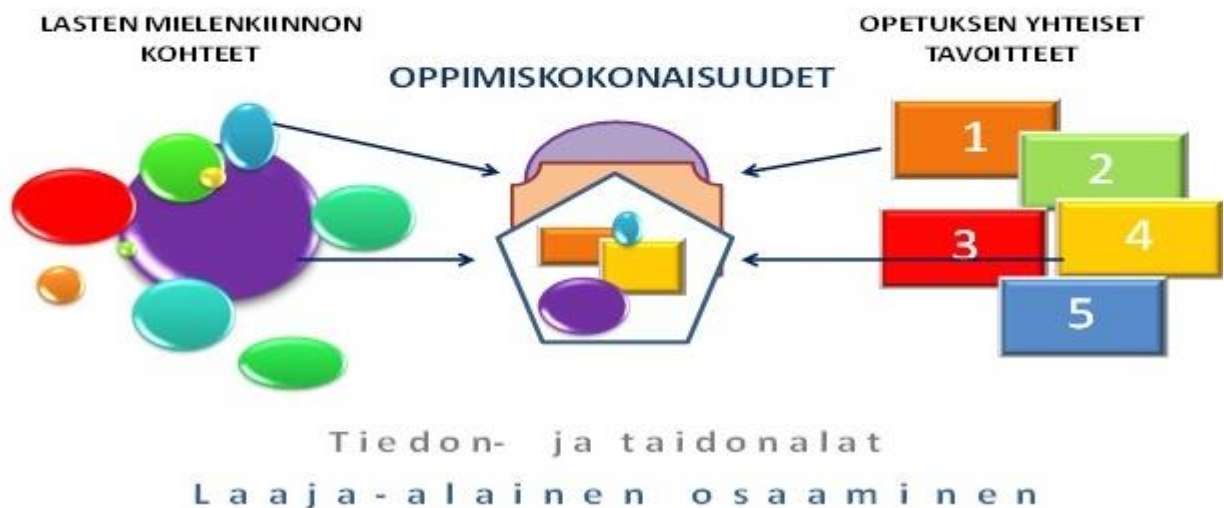 LASTEN MIELENKIINNON
KOHTEET
OPPIMISKOKONAISUUDET
OPETUKSEN YHTEISET
TAVOITTEET
1
2
3
4
5
Tiedon- ja taidonalat
Laaja-alainen osaaminen